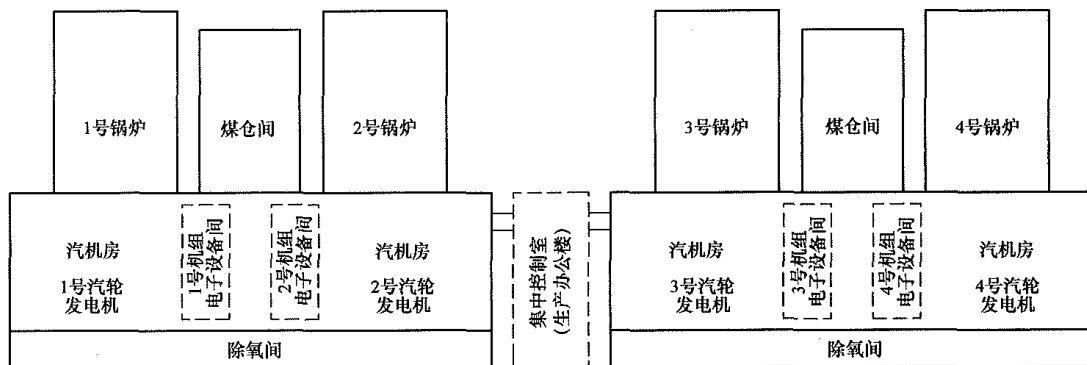 1号锅炉
煤仓间
2号锅炉
3号锅炉
煤仓间
4号锅炉
汽机房
1号汽轮
发电机
1号机组
电子设备间
2号机组
电子设备间
汽机房
2号汽轮
发电机
集中控制室
(生产办公楼)
汽机房
3号汽轮
发电机
3号机组
电子设备间
4号机组
电子设备间
汽机房
4号汽轮
发电机
除氧间
除氧间